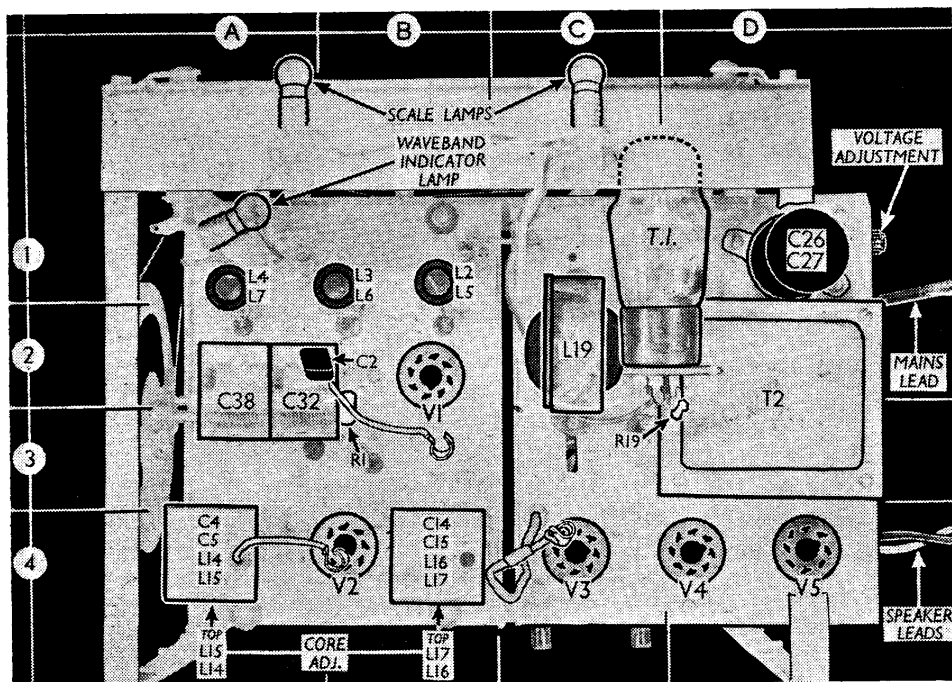 A
B
C
D
SCALE LAMPS
WAVEBAND
INDICATOR
LAMP
VOLTAGE
ADJUSTMENT
T.I.
C26
C27
1
L4
L7
L3
L6
L2
L5
MAINS
LEAD
2
C38
C32
C2
R1
V1
L19
R19
T2
3
4
C4
C5
L14
L15
V2
C14
C15
L16
L17
V3
V4
V5
SPEAKER
LEADS
TOP
L15
L14
CORE
ADJ.
TOP
L17
L16